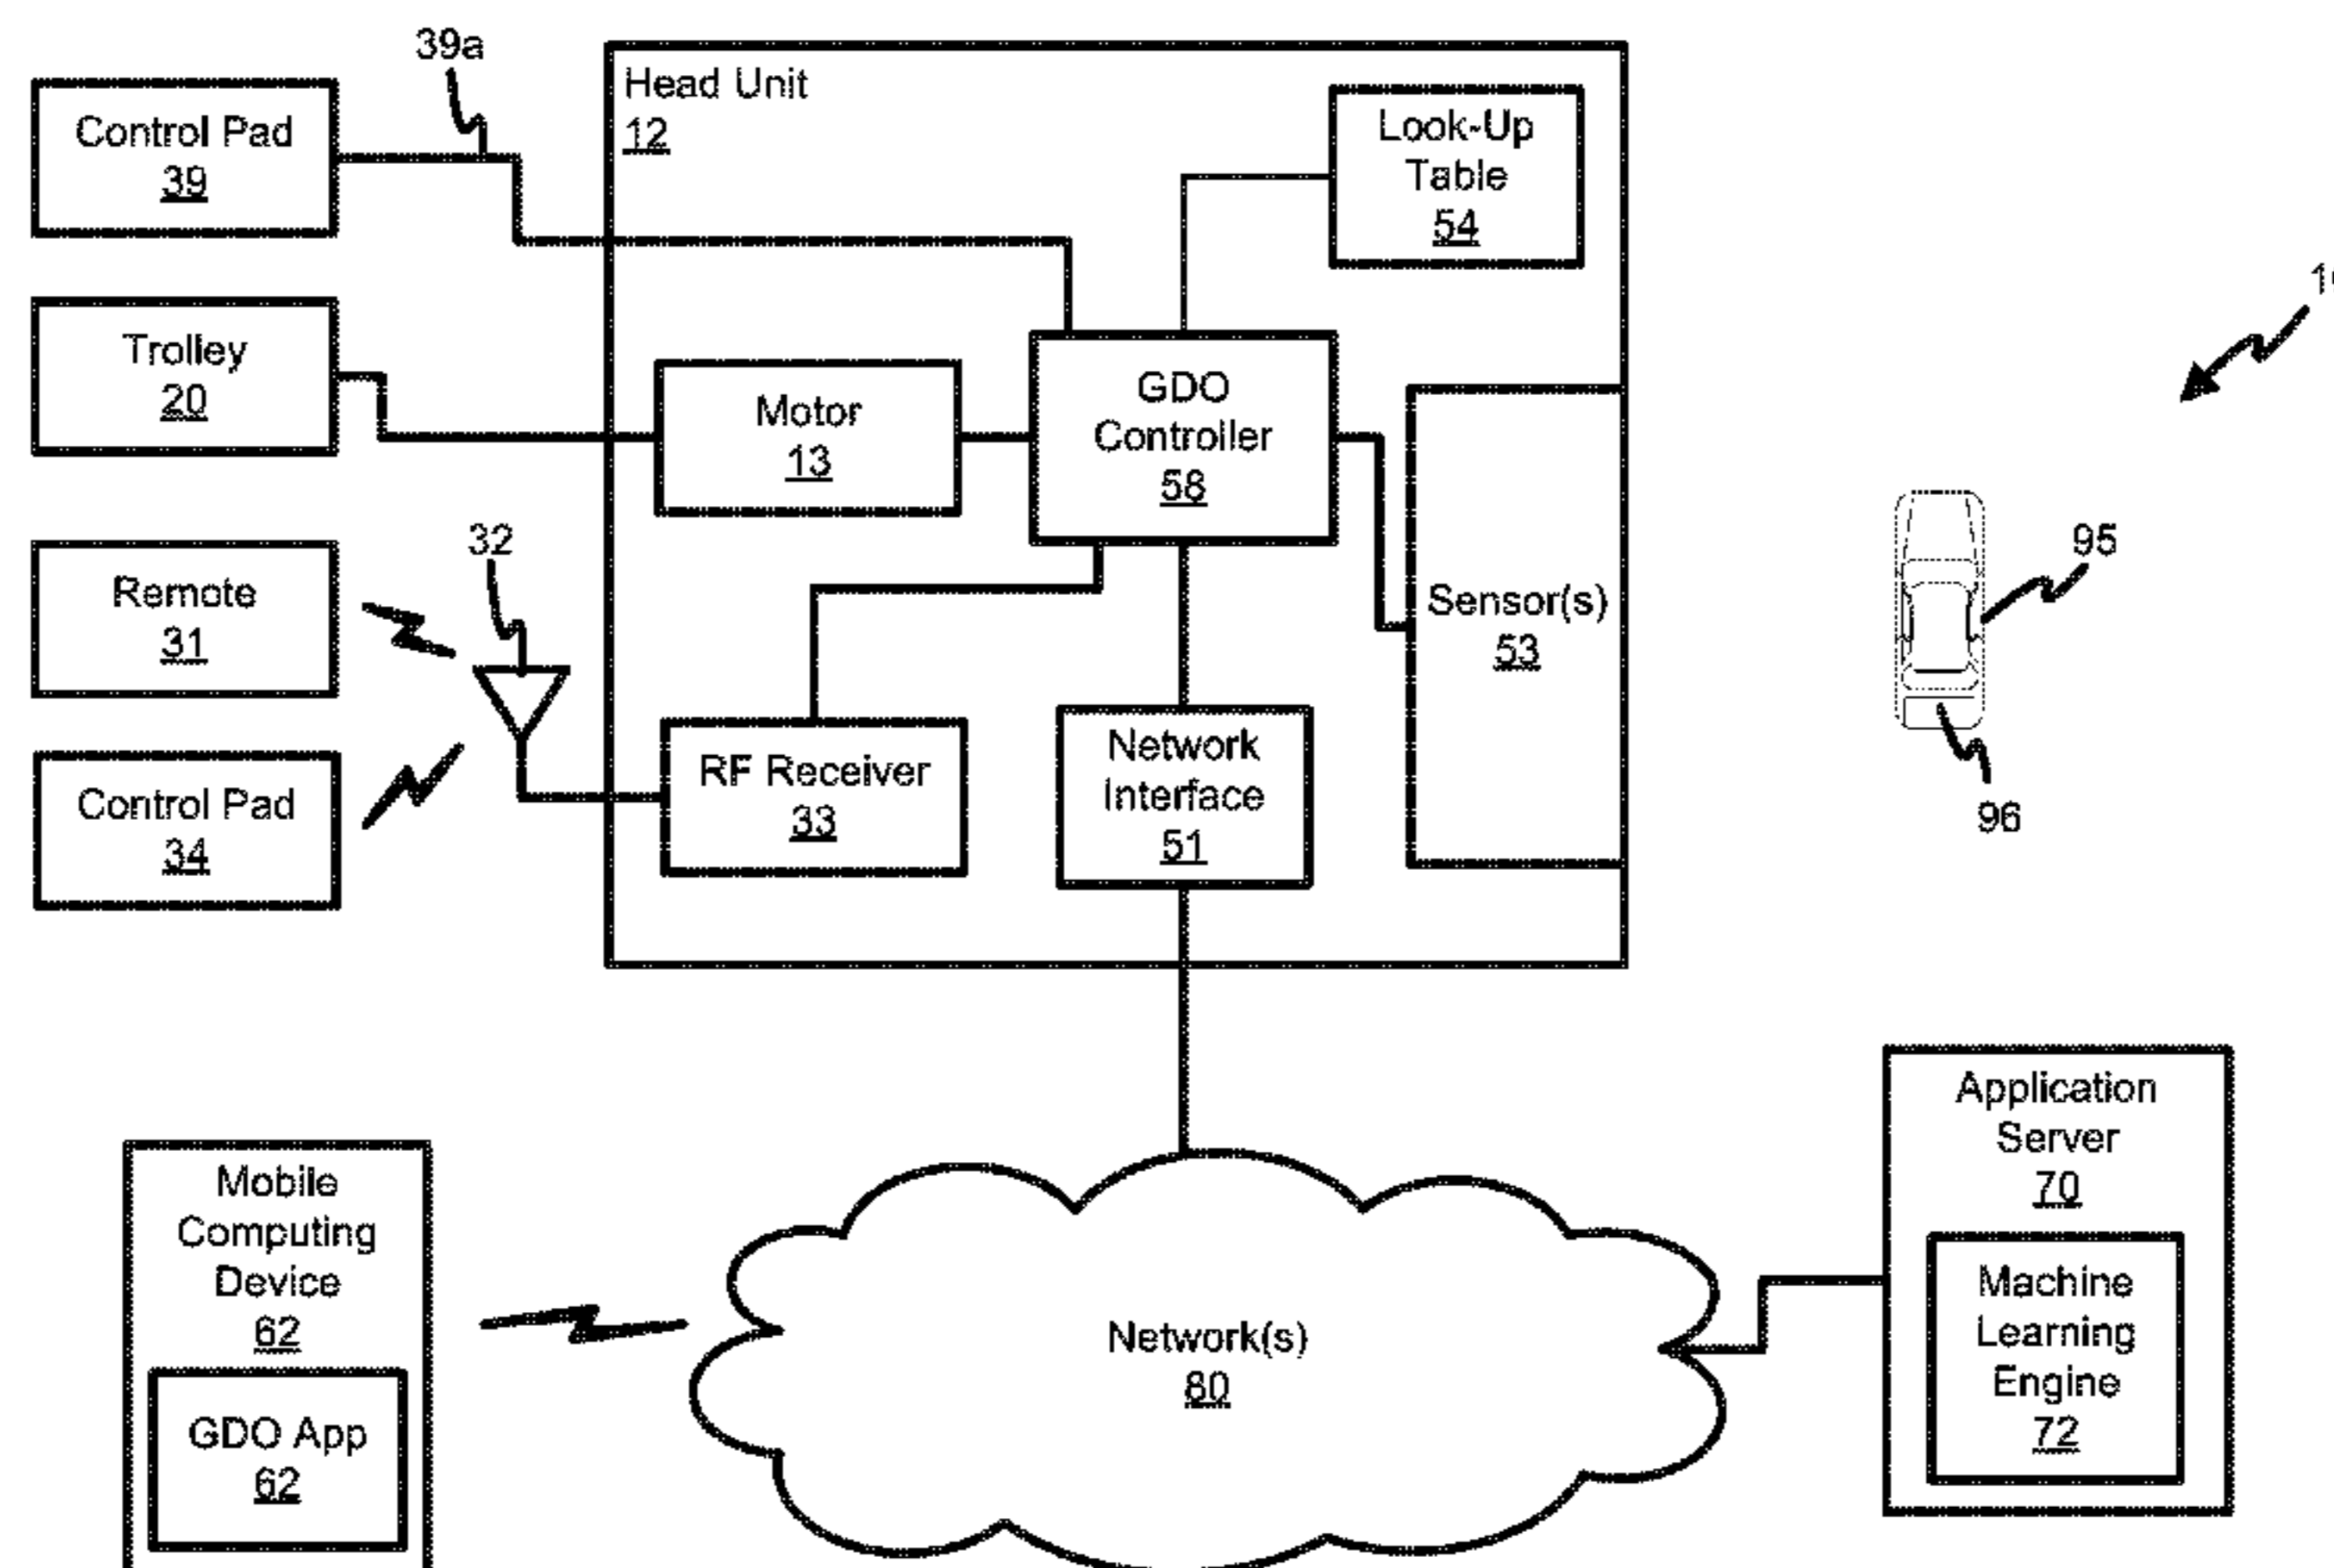 39a
Head Unit
12
Control Pad
39
Look-Up
Table
54
Trolley
20
Motor
13
GDO
Controller
58
32
Remote
31
Sensor(s)
53
95
96
RF Receiver
33
Network
Interface
51
Control Pad
34
Mobile
Computing
Device
62
GDO App
62
Network(s)
80
Application
Server
70
Machine
Learning
Engine
72